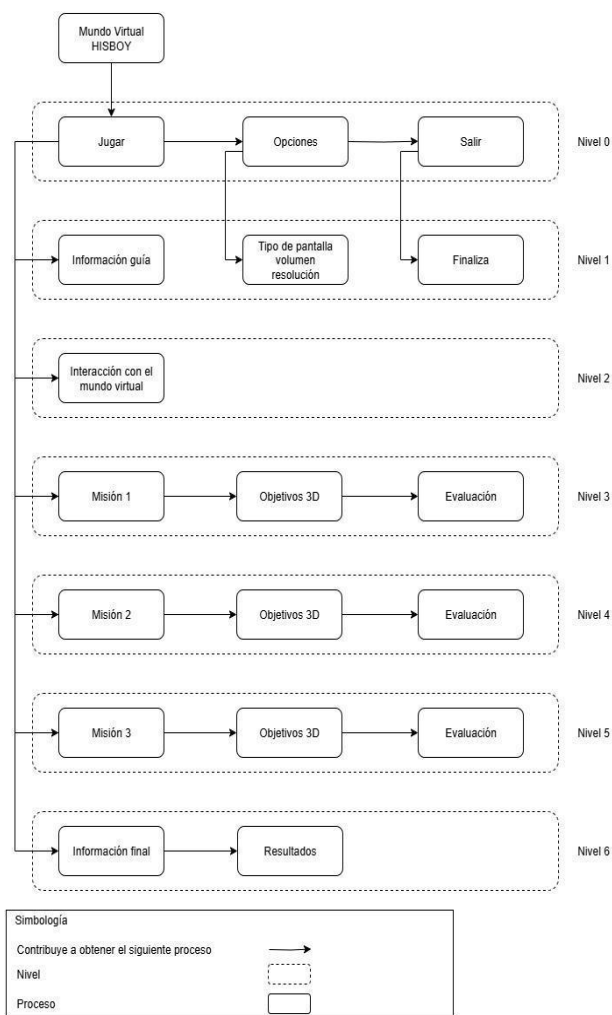 Mundo Virtual
HISBOY
Jugar
Opciones
Salir
Nivel 0
Información guía
Tipo de pantalla
volumen
resolución
Finaliza
Nivel 1
Interacción con el
mundo virtual
Nivel 2
Misión 1
Objetivos 3D
Evaluación
Nivel 3
Misión 2
Objetivos 3D
Evaluación
Nivel 4
Misión 3
Objetivos 3D
Evaluación
Nivel 5
Información final
Resultados
Nivel 6
Simbología
Contribuye a obtener el siguiente proceso
Nivel
Proceso